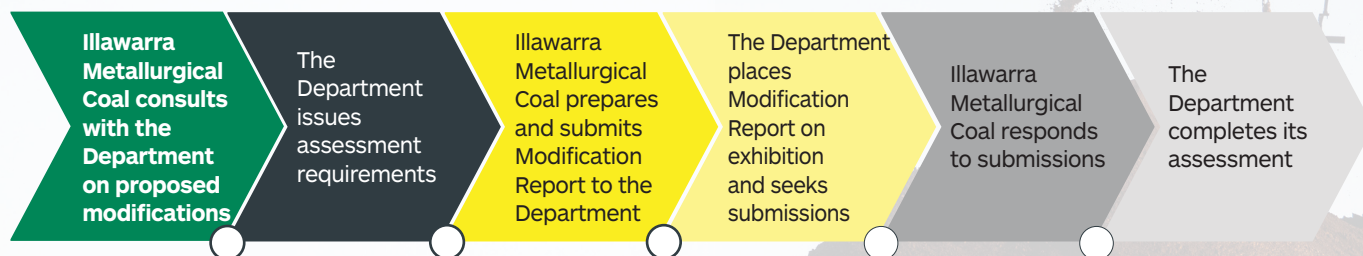 Illawarra
Metallurgical
Coal consults
with the
Department
on proposed
modifications
The
Department
issues
assessment
requirements
Illawarra
Metallurgical
Coal prepares
and submits
Modification
Report to the
Department
The Department
places
Modification
Report on
exhibition
and seeks
submissions
Illawarra
Metallurgical
Coal responds
to submissions
The
Department
completes its
assessment